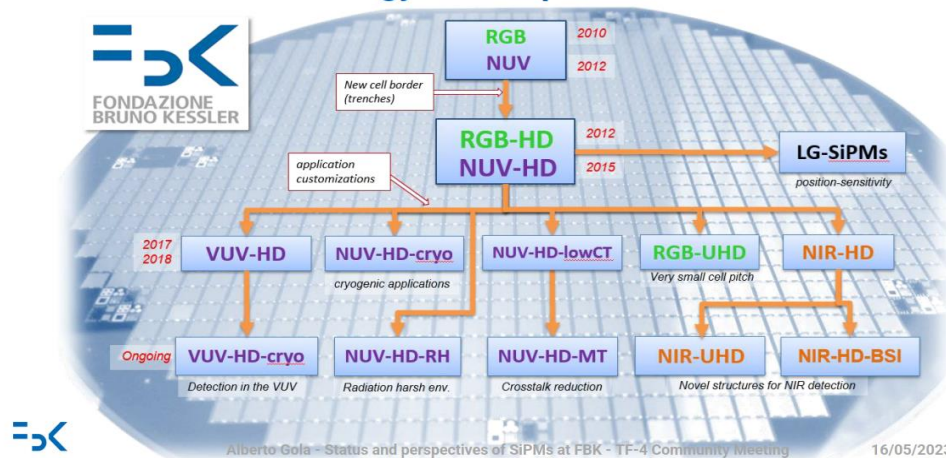 FBK
FONDAZIONE
BRUNO KESSLER
RGB 2010
NUV 2012
New cell border
(trenches)
RGB-HD 2012
NUV-HD 2015
LG-SiPMs
position-sensitivity
application
customizations
2017
2018
VUV-HD
NUV-HD-cryo
cryogenic applications
NUV-HD-lowCT
RGB-UHD
Very small cell pitch
NIR-HD
Ongoing
VUV-HD-cryo
Detection in the VUV
NUV-HD-RH
Radiation harsh env.
NUV-HD-MT
Crosstalk reduction
NIR-UHD
NIR-HD-BSI
Novel structures for NIR detection
FBK
Alberto Gola - Status and perspectives of SiPMs at FBK - TF-4 Community Meeting